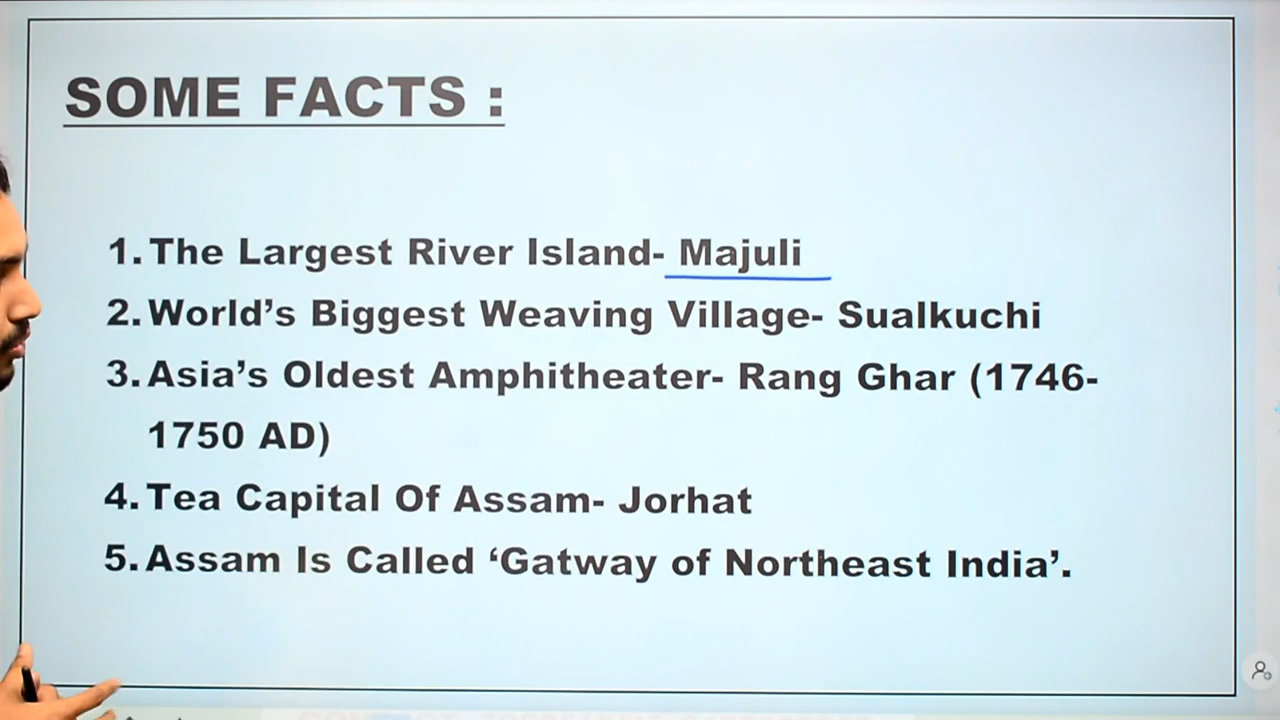 SOME FACTS :
1. The Largest River Island- Majuli
2. World’s Biggest Weaving Village- Sualkuchi
3. Asia’s Oldest Amphitheater- Rang Ghar (1746-
1750 AD)
4. Tea Capital Of Assam- Jorhat
5. Assam Is Called ‘Gatway of Northeast India’.